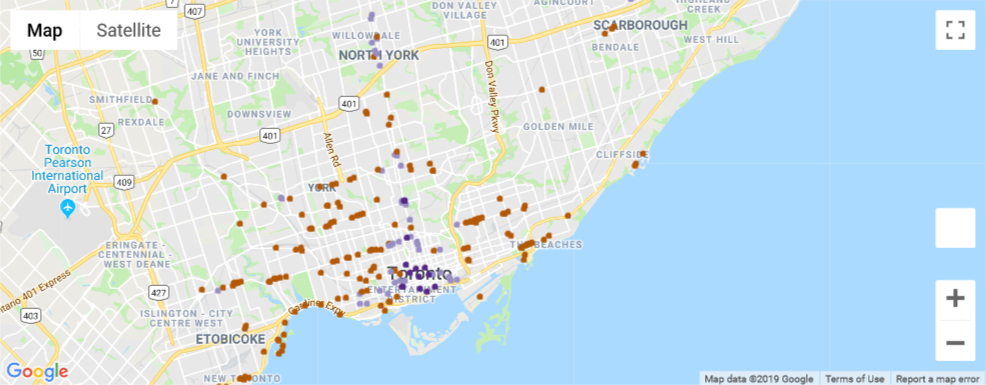 Map
Satellite
407
DON VALLEY
VILLAGE
AGINCOURT
HIGHLAND
CREEK
7
YORK
UNIVERSITY
HEIGHTS
WILLOWDALE
401
SCARBOROUGH
BENDALE
WEST HILL
50
NORTH YORK
JANE AND FINCH
Don Valley Pkwy
SMITHFIELD
401
REXDALE
DOWNSVIEW
27
401
Allen Rd
GOLDEN MILE
Toronto
Pearson
International
Airport
CLIFFSIDE
409
YORK
ERINGATE -
CENTENNIAL -
WEST DEANE
THE BEACHES
Toronto
ENTERTAINMENT
DISTRICT
427
Ontario 401 Express
403
Gardiner Expy
ISLINGTON - CITY
CENTRE WEST
ETOBICOKE
NEW TORONTO
Google
Map data ©2019 Google
Terms of Use
Report a map error